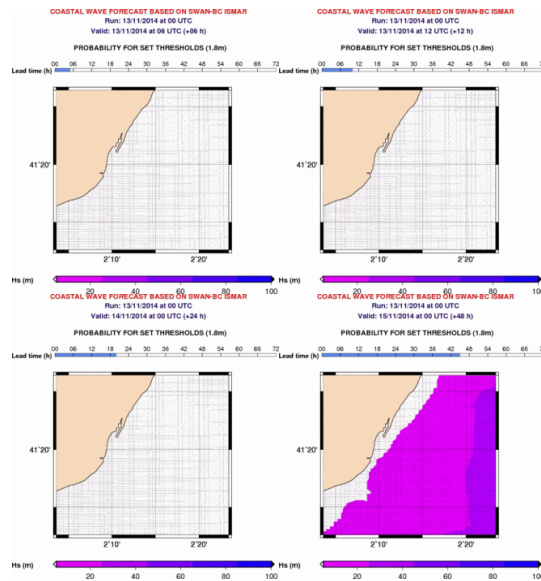 COASTAL WAVE FORECAST BASED ON SWAN-BC ISMAR
Run: 13/11/2014 at 00 UTC
Valid: 13/11/2014 at 06 UTC (+06 h)
PROBABILITY FOR SET THRESHOLDS (1.8m)
Lead time (h)
00 06 12 18 24 30 36 42 48 54 60 66 72
41°20'
2°10' 2°20'
Hs (m)
20 40 60 80 100
COASTAL WAVE FORECAST BASED ON SWAN-BC ISMAR
Run: 13/11/2014 at 00 UTC
Valid: 13/11/2014 at 12 UTC (+12 h)
PROBABILITY FOR SET THRESHOLDS (1.8m)
Lead time (h)
00 06 12 18 24 30 36 42 48 54 60 66 72
41°20'
2°10' 2°20'
Hs (m)
20 40 60 80 100
COASTAL WAVE FORECAST BASED ON SWAN-BC ISMAR
Run: 13/11/2014 at 00 UTC
Valid: 14/11/2014 at 00 UTC (+24 h)
PROBABILITY FOR SET THRESHOLDS (1.8m)
Lead time (h)
00 06 12 18 24 30 36 42 48 54 60 66 72
41°20'
2°10' 2°20'
Hs (m)
20 40 60 80 100
COASTAL WAVE FORECAST BASED ON SWAN-BC ISMAR
Run: 13/11/2014 at 00 UTC
Valid: 15/11/2014 at 00 UTC (+48 h)
PROBABILITY FOR SET THRESHOLDS (1.8m)
Lead time (h)
00 06 12 18 24 30 36 42 48 54 60 66 72
41°20'
2°10' 2°20'
Hs (m)
20 40 60 80 100